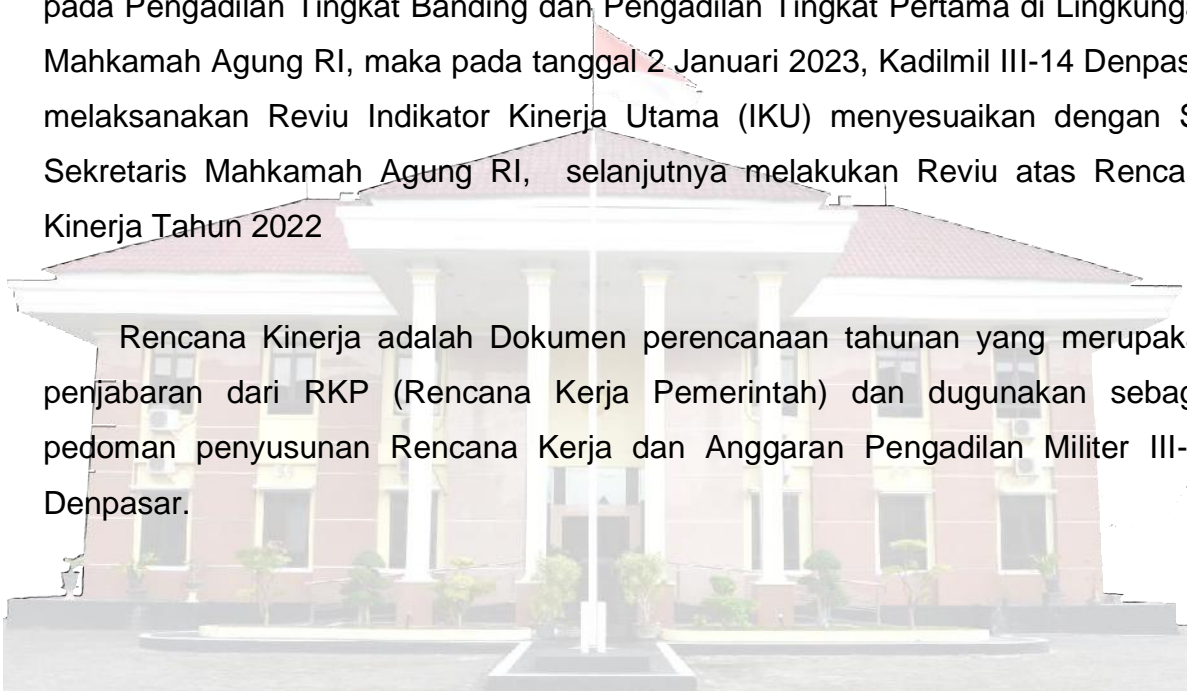 pada Pengadilan Tingkat Banding dan Pengadilan Tingkat Pertama di Lingkunga
Mahkamah Agung RI, maka pada tanggal 2 Januari 2023, Kadilmil III-14 Denpas
melaksanakan Reviu Indikator Kinerja Utama (IKU) menyesuaikan dengan S
Sekretaris Mahkamah Agung RI, selanjutnya melakukan Reviu atas Renca
Kinerja Tahun 2022
Rencana Kinerja adalah Dokumen perencanaan tahunan yang merupaka
penjabaran dari RKP (Rencana Kerja Pemerintah) dan dugunakan sebag
pedoman penyusunan Rencana Kerja dan Anggaran Pengadilan Militer III-
Denpasar.